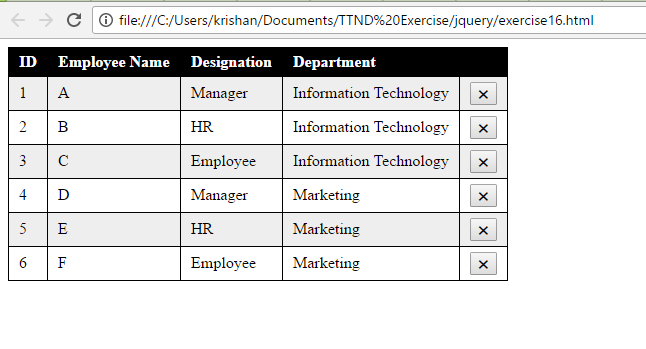 file:///C:/Users/krishan/Documents/TTND%20Exercise/jquery/exercise16.html
ID Employee Name Designation Department
1 A Manager Information Technology ×
2 B HR Information Technology ×
3 C Employee Information Technology ×
4 D Manager Marketing ×
5 E HR Marketing ×
6 F Employee Marketing ×